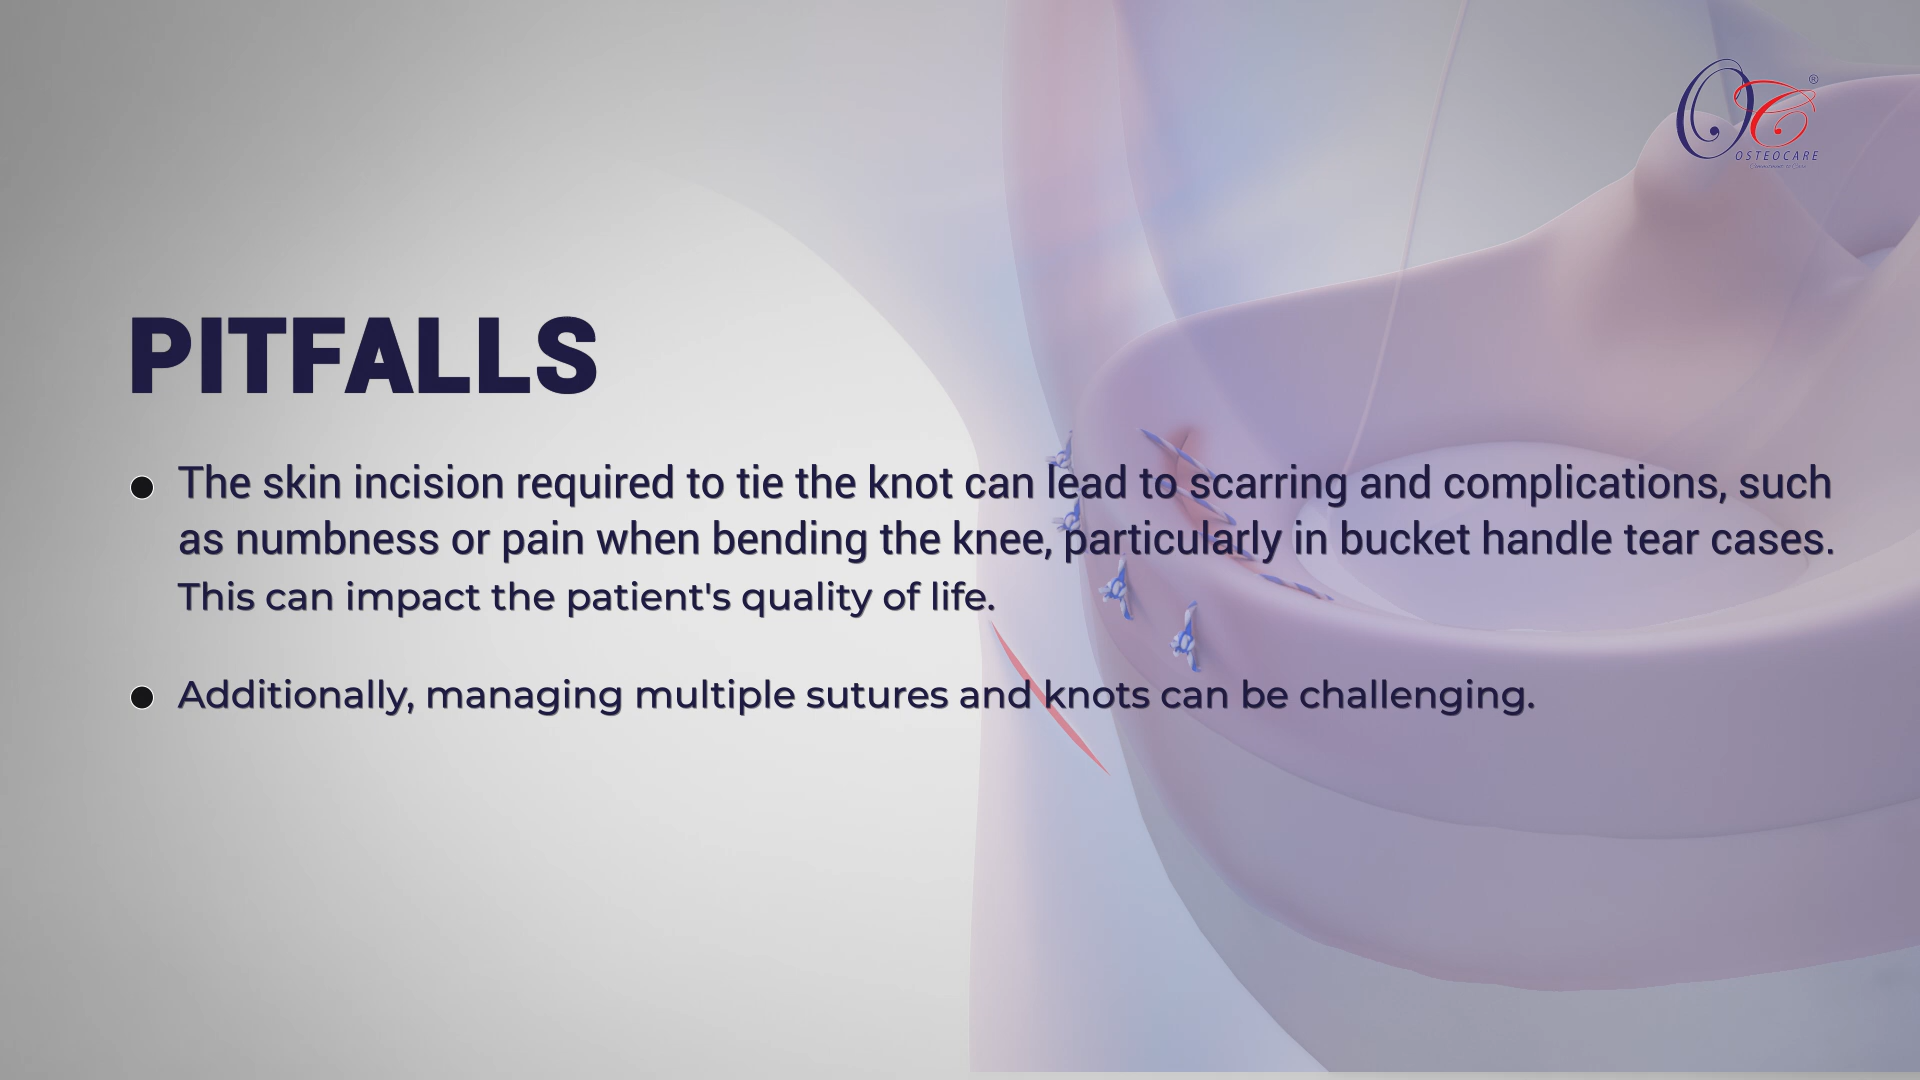 OSTEOCARE
PITFALLS
The skin incision required to tie the knot can lead to scarring and complications, such
as numbness or pain when bending the knee, particularly in bucket handle tear cases.
This can impact the patient's quality of life.
Additionally, managing multiple sutures and knots can be challenging.